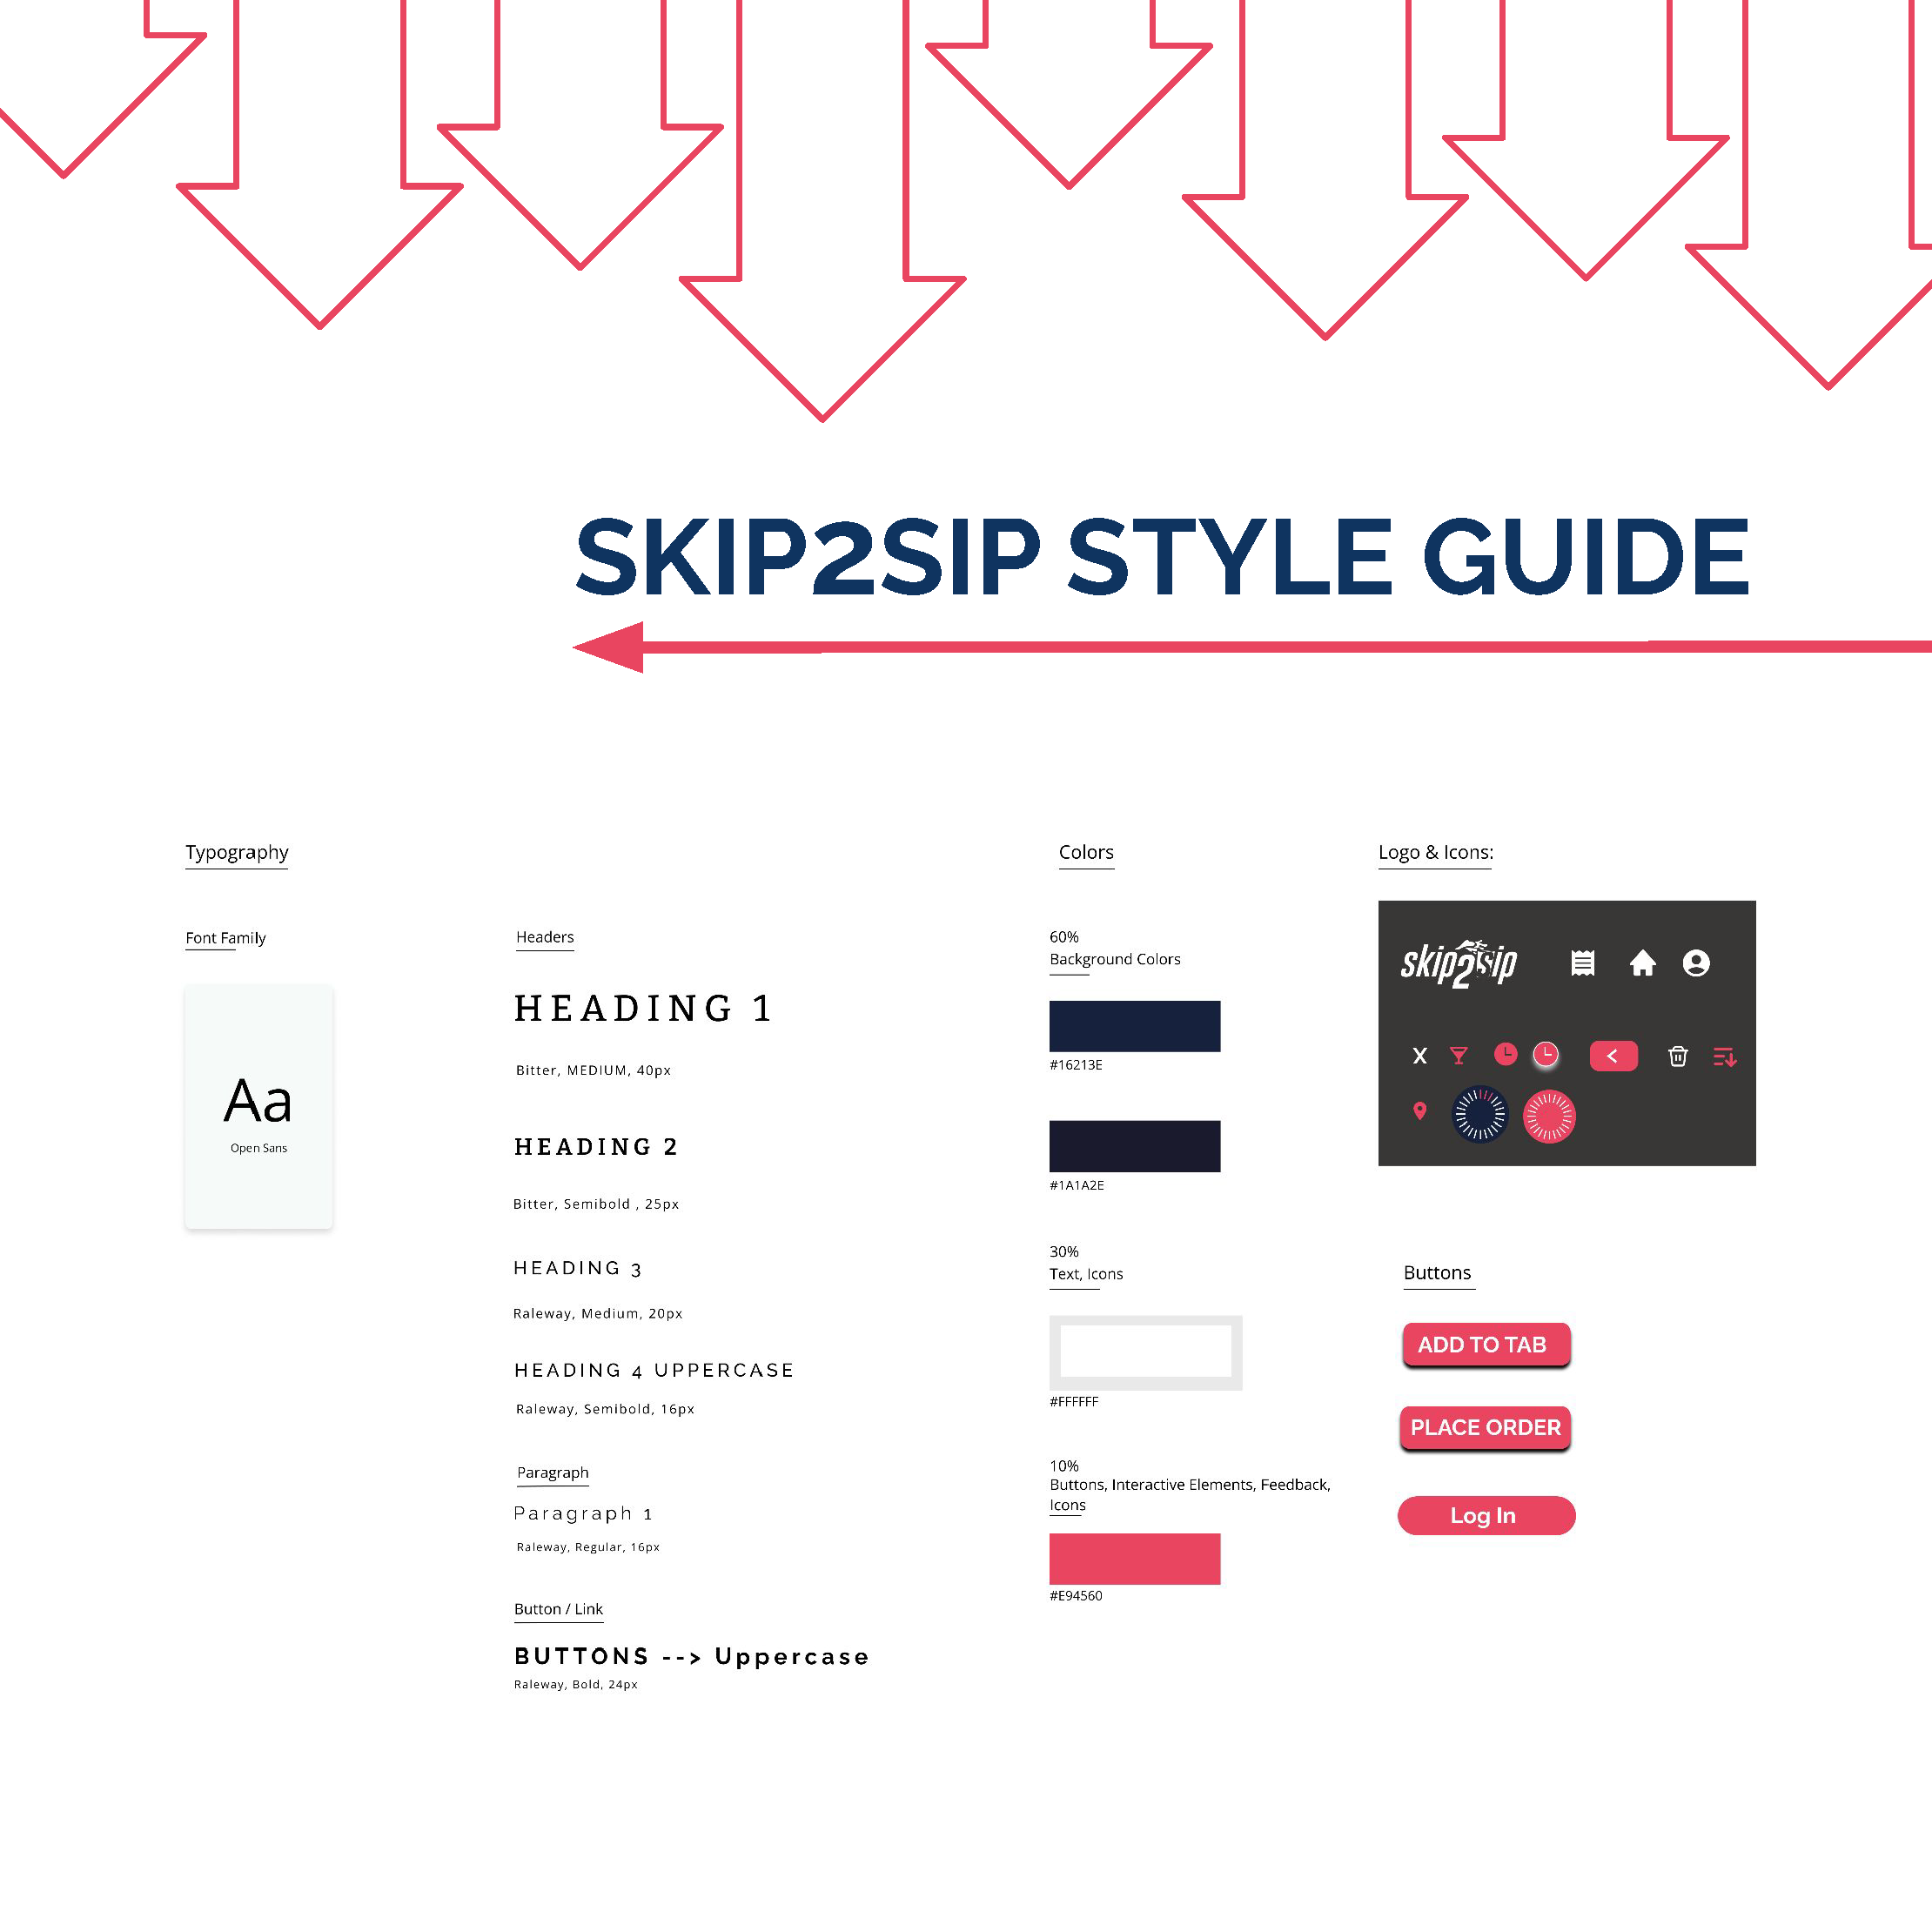 SKIP2SIP STYLE GUIDE
Typography
Font Family
Aa
Open Sans
Headers
HEADING 1
Bitter, MEDIUM, 40px
HEADING 2
Bitter, Semibold , 25px
HEADING 3
Raleway, Medium, 20px
HEADING 4 UPPERCASE
Raleway, Semibold, 16px
Paragraph
Paragraph 1
Raleway, Regular, 16px
Button / Link
BUTTONS --> Uppercase
Raleway, Bold, 24px
Colors
60%
Background Colors
#16213E
#1A1A2E
30%
Text, Icons
#FFFFFF
10%
Buttons, Interactive Elements, Feedback,
Icons
#E94560
Logo & Icons:
skip2sip
X <
Buttons
ADD TO TAB
PLACE ORDER
Log In